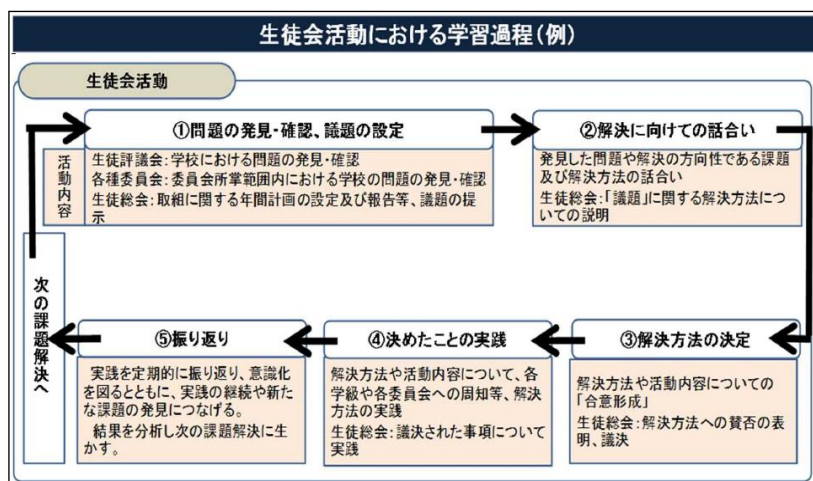 生徒会活動における学習過程(例)
生徒会活動
①問題の発見・確認、議題の設定
活動内容
生徒評議会:学校における問題の発見・確認
各種委員会:委員会所掌範囲内における学校の問題の発見・確認
生徒総会:取組に関する年間計画の設定及び報告等、議題の提
示
②解決に向けての話合い
発見した問題や解決の方向性である課題
及び解決方法の話合い
生徒総会:「議題」に関する解決方法につ
いての説明
③解決方法の決定
解決方法や活動内容についての
「合意形成」
生徒総会:解決方法への賛否の表
明、議決
④決めたことの実践
解決方法や活動内容について、各
学級や各委員会への周知等、解決
方法の実践
生徒総会:議決された事項について
実践
⑤振り返り
実践を定期的に振り返り、意識化
を図るとともに、実践の継続や新た
な課題の発見につなげる。
結果を分析し次の課題解決に生
かす。
次の課題解決へ